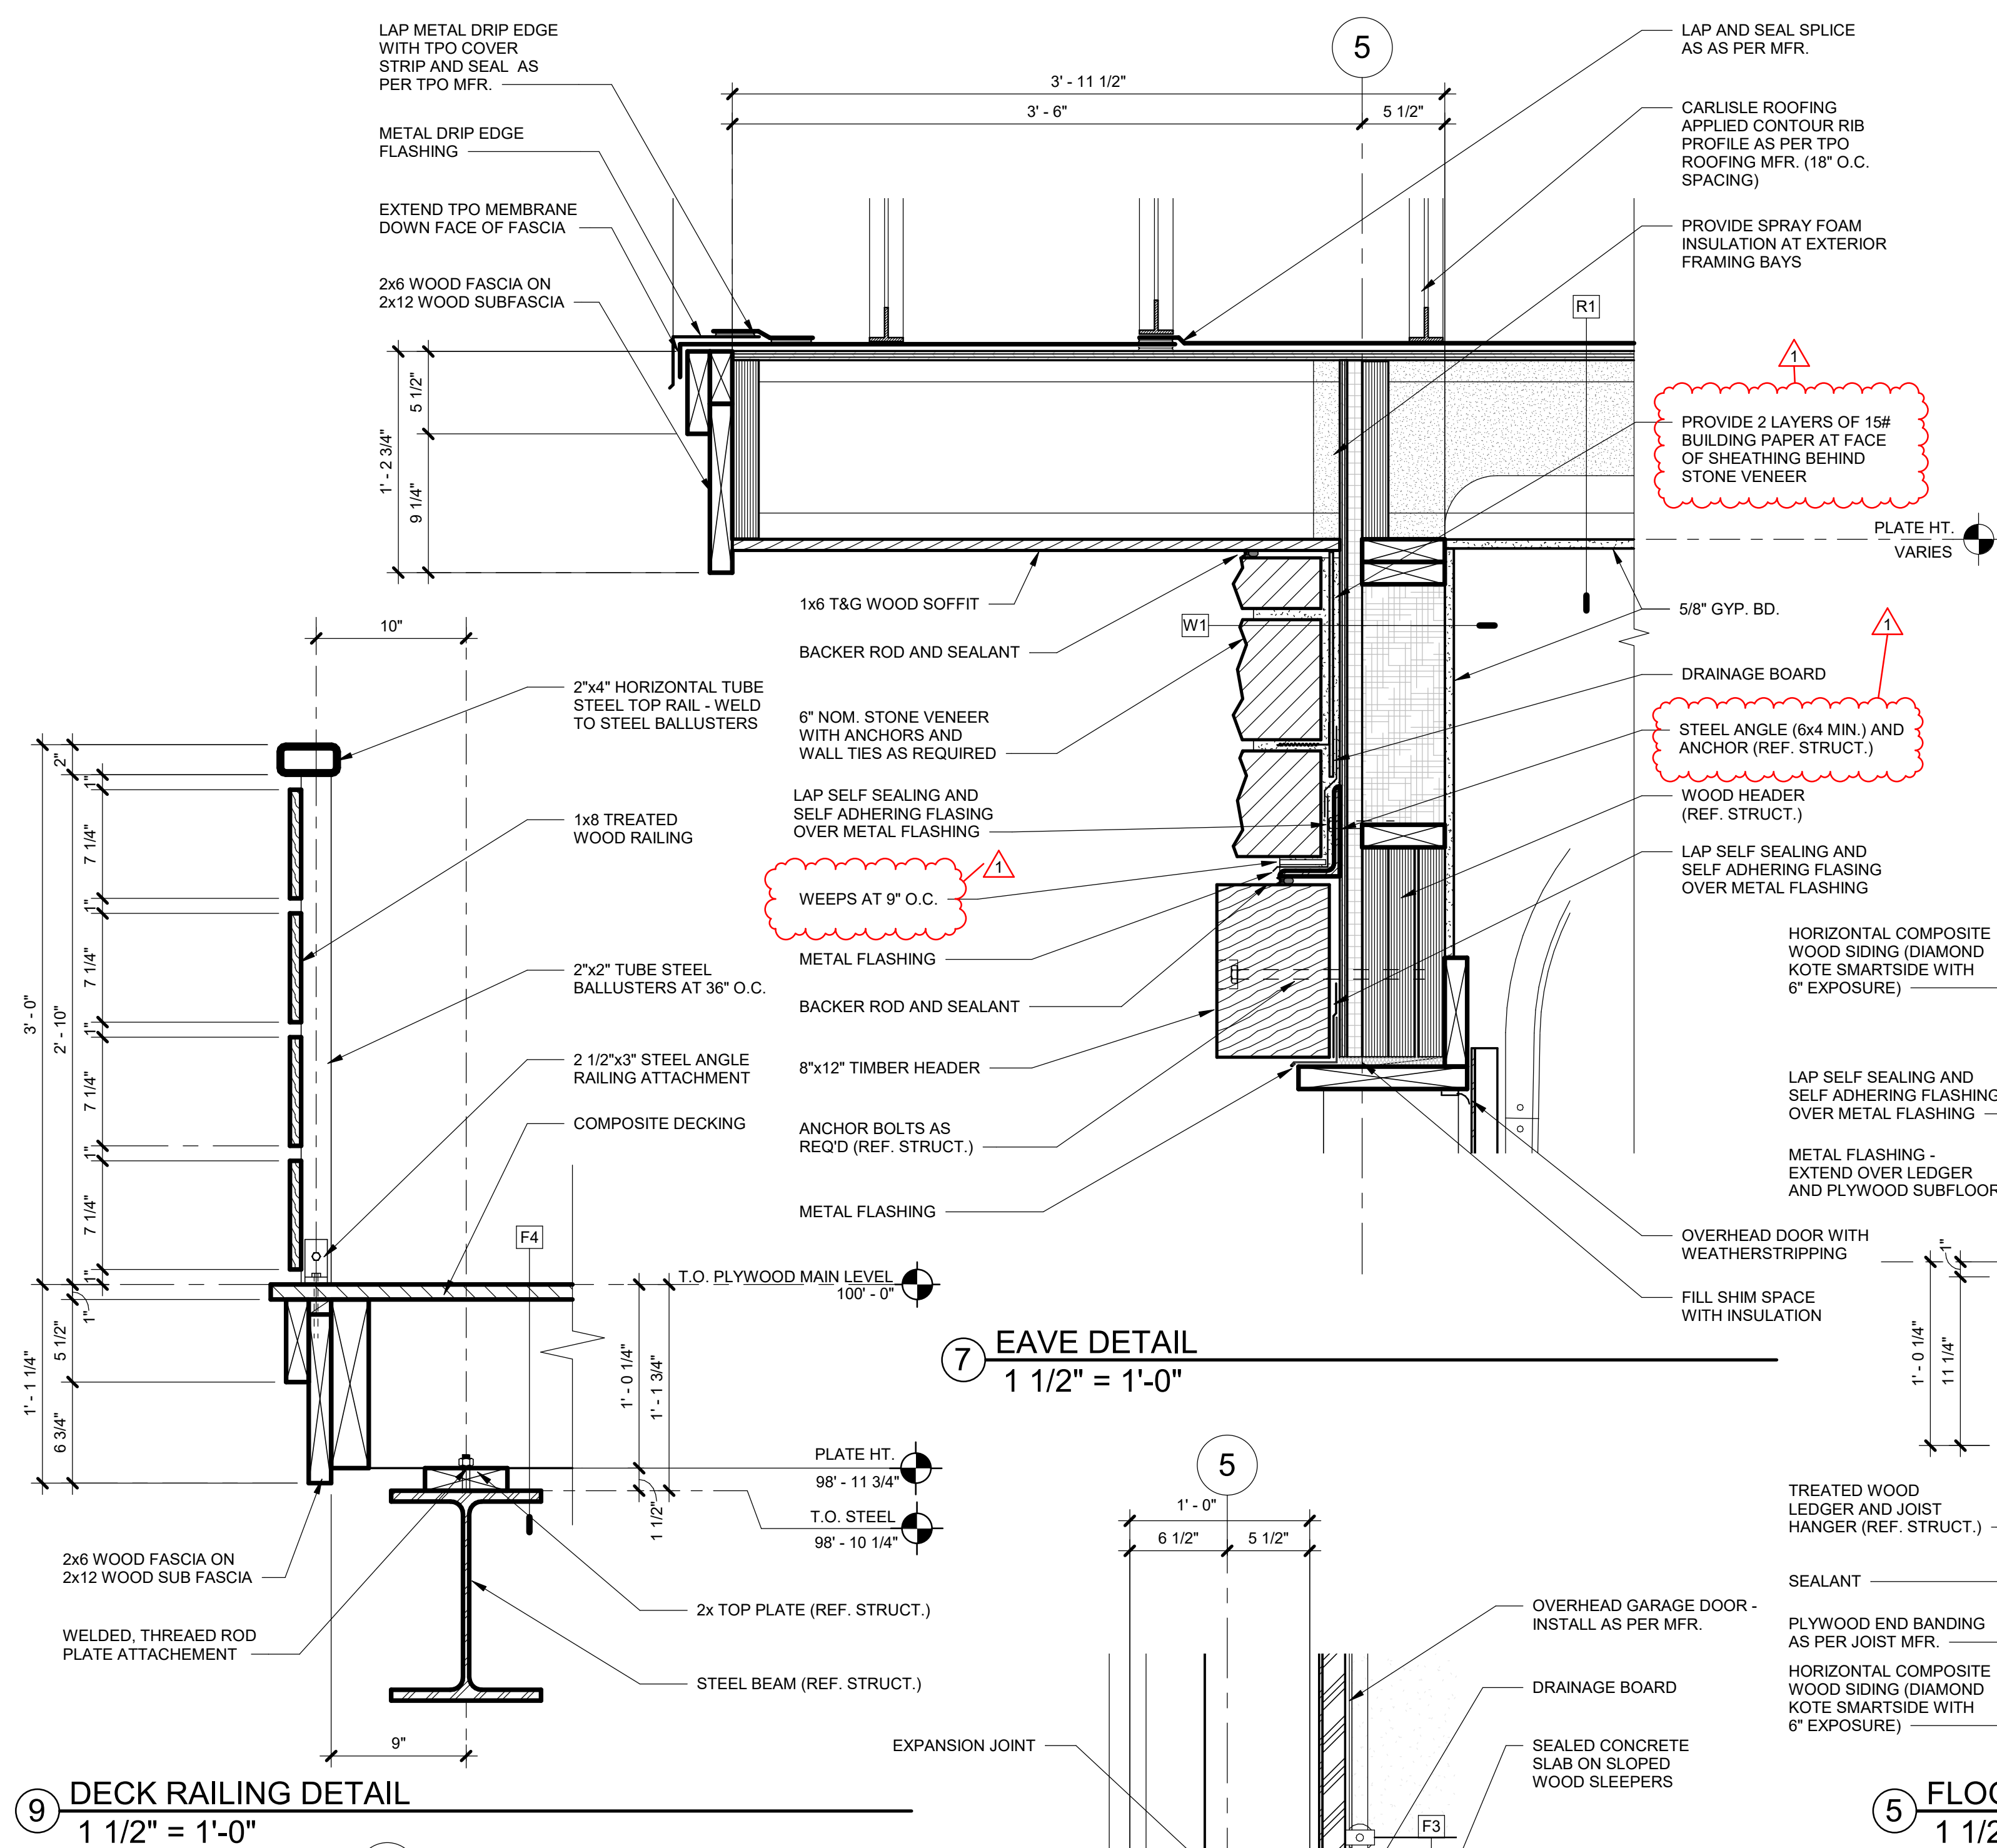 LAP METAL DRIP EDGE
WITH TPO COVER
STRIP AND SEAL AS
PER TPO MFR.
METAL DRIP EDGE
FLASHING
EXTEND TPO MEMBRANE
DOWN FACE OF FASCIA
2x6 WOOD FASCIA ON
2x12 WOOD SUBFASCIA
5
3' - 11 1/2"
3' - 6"
5 1/2"
LAP AND SEAL SPLICE
AS AS PER MFR.
CARLISLE ROOFING
APPLIED CONTOUR RIB
PROFILE AS PER TPO
ROOFING MFR. (18" O.C.
SPACING)
PROVIDE SPRAY FOAM
INSULATION AT EXTERIOR
FRAMING BAYS
R1
1
PROVIDE 2 LAYERS OF 15#
BUILDING PAPER AT FACE
OF SHEATHING BEHIND
STONE VENEER
PLATE HT.
VARIES
1' - 2 3/4"
5 1/2"
9 1/4"
1x6 T&G WOOD SOFFIT
W1
BACKER ROD AND SEALANT
6" NOM. STONE VENEER
WITH ANCHORS AND
WALL TIES AS REQUIRED
LAP SELF SEALING AND
SELF ADHERING FLASING
OVER METAL FLASHING
1
WEEPS AT 9" O.C.
METAL FLASHING
BACKER ROD AND SEALANT
8"x12" TIMBER HEADER
ANCHOR BOLTS AS
REQ'D (REF. STRUCT.)
METAL FLASHING
5/8" GYP. BD.
1
DRAINAGE BOARD
STEEL ANGLE (6x4 MIN.) AND
ANCHOR (REF. STRUCT.)
WOOD HEADER
(REF. STRUCT.)
LAP SELF SEALING AND
SELF ADHERING FLASING
OVER METAL FLASHING
OVERHEAD DOOR WITH
WEATHERSTRIPPING
FILL SHIM SPACE
WITH INSULATION
7 EAVE DETAIL
1 1/2" = 1'-0"
10"
2"x4" HORIZONTAL TUBE
STEEL TOP RAIL - WELD
TO STEEL BALLUSTERS
1x8 TREATED
WOOD RAILING
2"x2" TUBE STEEL
BALLUSTERS AT 36" O.C.
2 1/2"x3" STEEL ANGLE
RAILING ATTACHMENT
COMPOSITE DECKING
F4
3' - 0"
2"
2' - 10"
1"
7 1/4"
1"
7 1/4"
1"
7 1/4"
1"
7 1/4"
1"
1"
1' - 1 1/4"
5 1/2"
6 3/4"
T.O. PLYWOOD MAIN LEVEL
100' - 0"
1' - 0 1/4"
1' - 1 3/4"
1 1/2"
PLATE HT.
98' - 11 3/4"
T.O. STEEL
98' - 10 1/4"
2x6 WOOD FASCIA ON
2x12 WOOD SUB FASCIA
WELDED, THREAED ROD
PLATE ATTACHEMENT
2x TOP PLATE (REF. STRUCT.)
STEEL BEAM (REF. STRUCT.)
9"
9 DECK RAILING DETAIL
1 1/2" = 1'-0"
5
1' - 0"
6 1/2"
5 1/2"
EXPANSION JOINT
OVERHEAD GARAGE DOOR -
INSTALL AS PER MFR.
DRAINAGE BOARD
SEALED CONCRETE
SLAB ON SLOPED
WOOD SLEEPERS
F3
HORIZONTAL COMPOSITE
WOOD SIDING (DIAMOND
KOTE SMARTSIDE WITH
6" EXPOSURE)
LAP SELF SEALING AND
SELF ADHERING FLASHING
OVER METAL FLASHING
METAL FLASHING -
EXTEND OVER LEDGER
AND PLYWOOD SUBFLOOR
1"
1' - 0 1/4"
11 1/4"
TREATED WOOD
LEDGER AND JOIST
HANGER (REF. STRUCT.)
SEALANT
PLYWOOD END BANDING
AS PER JOIST MFR.
HORIZONTAL COMPOSITE
WOOD SIDING (DIAMOND
KOTE SMARTSIDE WITH
6" EXPOSURE)
5 FLO
1 1/2